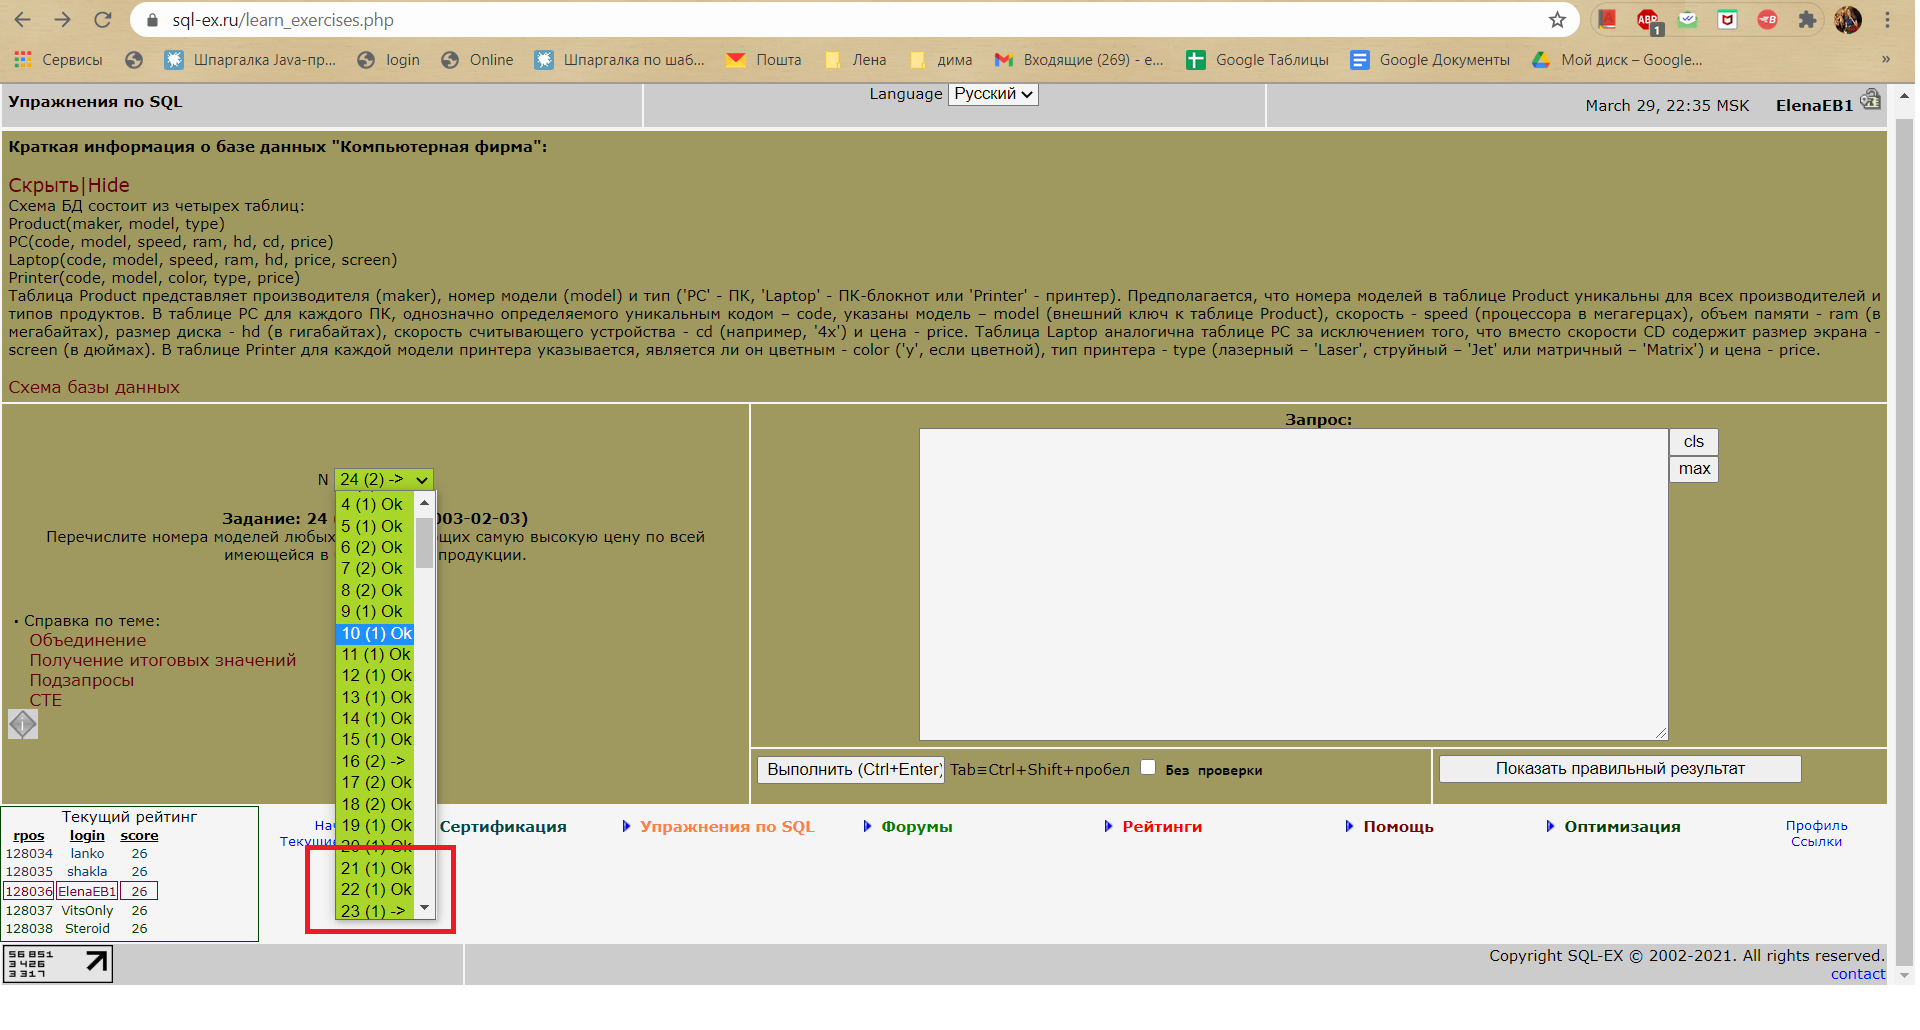 sql-ex.ru/learn_exercises.php
ABP
1
Сервисы
Шпаргалка Java-пр...
login
Online
Шпаргалка по шаб...
Почта
Лена
дима
Входящие (269) - e...
Google Таблицы
Google Документы
Мой диск – Google...
»
Упражнения по SQL
Language Русский
March 29, 22:35 MSK ElenaEB1
Краткая информация о базе данных "Компьютерная фирма":
Скрыть|Hide
Схема БД состоит из четырех таблиц:
Product(maker, model, type)
PC(code, model, speed, ram, hd, cd, price)
Laptop(code, model, speed, ram, hd, price, screen)
Printer(code, model, color, type, price)
Таблица Product представляет производителя (maker), номер модели (model) и тип ('PC' - ПК, 'Laptop' - ПК-блокнот или 'Printer' - принтер). Предполагается, что номера моделей в таблице Product уникальны для всех производителей и
типов продуктов. В таблице PC для каждого ПК, однозначно определяемого уникальным кодом – code, указаны модель – model (внешний ключ к таблице Product), скорость - speed (процессора в мегагерцах), объем памяти - ram (в
мегабайтах), размер диска - hd (в гигабайтах), скорость считывающего устройства - cd (например, '4x') и цена - price. Таблица Laptop аналогична таблице РС за исключением того, что вместо скорости CD содержит размер экрана -
screen (в дюймах). В таблице Printer для каждой модели принтера указывается, является ли он цветным - color ('y', если цветной), тип принтера - type (лазерный – 'Laser', струйный – 'Jet' или матричный – 'Matrix') и цена - price.
Схема базы данных
N 24 (2) ->
4 (1) Ok
5 (1) Ok
6 (2) Ok
7 (2) Ok
8 (2) Ok
9 (1) Ok
10 (1) Ok
11 (1) Ok
12 (1) Ok
13 (1) Ok
14 (1) Ok
15 (1) Ok
16 (2) ->
17 (2) Ok
18 (2) Ok
19 (1) Ok
20 (1) Ok
21 (1) Ok
22 (1) Ok
23 (1) ->
Задание: 24 003-02-03)
Перечислите номера моделей любых щих самую высокую цену по всей
имеющейся в продукции.
· Справка по теме:
Объединение
Получение итоговых значений
Подзапросы
CTE
Запрос:
cls
max
Выполнить (Ctrl+Enter) Tab≡Ctrl+Shift+пробел Без проверки
Показать правильный результат
Текущий рейтинг
rpos login score
128034 lanko 26
128035 shakla 26
128036 ElenaEB1 26
128037 VitsOnly 26
128038 Steroid 26
На
Текущие
Сертификация
Упражнения по SQL
Форумы
Рейтинги
Помощь
Оптимизация
Профиль
Ссылки
56 851
3 426
3 317
Copyright SQL-EX © 2002-2021. All rights reserved.
contact